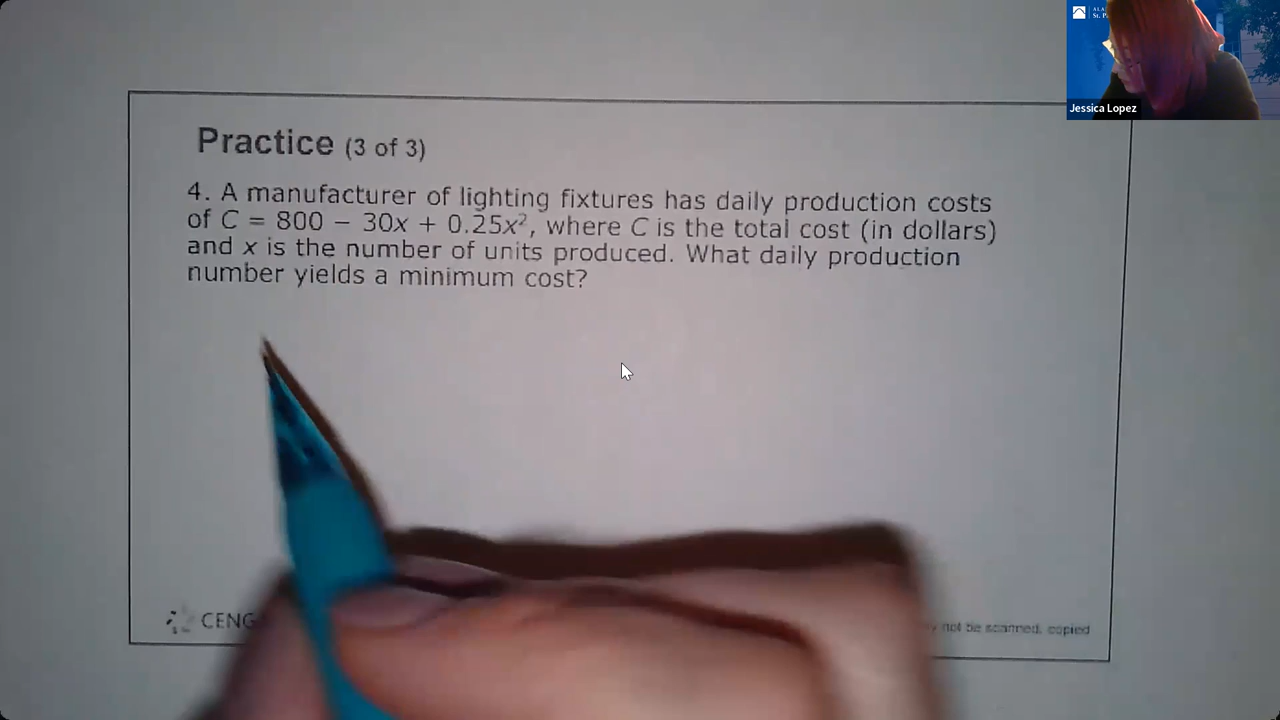 Practice (3 of 3)
4. A manufacturer of lighting fixtures has daily production costs
of C = 800 − 30x + 0.25x², where C is the total cost (in dollars)
and x is the number of units produced. What daily production
number yields a minimum cost?
CENG
not be scanned, copied
Jessica Lopez